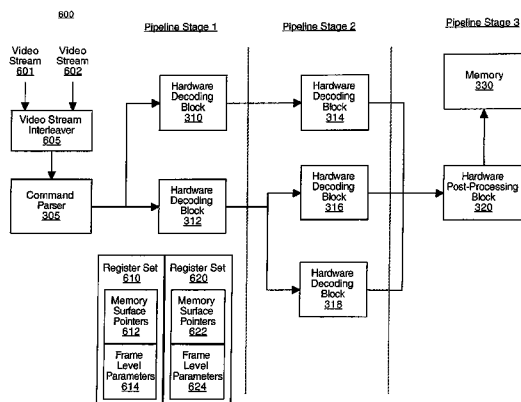 600
Pipeline Stage 1
Pipeline Stage 2
Pipeline Stage 3
Video
Stream
601
Video
Stream
602
Video Stream
Interleaver
605
Command
Parser
305
Hardware
Decoding
Block
310
Hardware
Decoding
Block
312
Hardware
Decoding
Block
314
Hardware
Decoding
Block
316
Hardware
Decoding
Block
318
Memory
330
Hardware
Post-Processing
Block
320
Register Set
610
Memory
Surface
Pointers
612
Frame
Level
Parameters
614
Register Set
620
Memory
Surface
Pointers
622
Frame
Level
Parameters
624